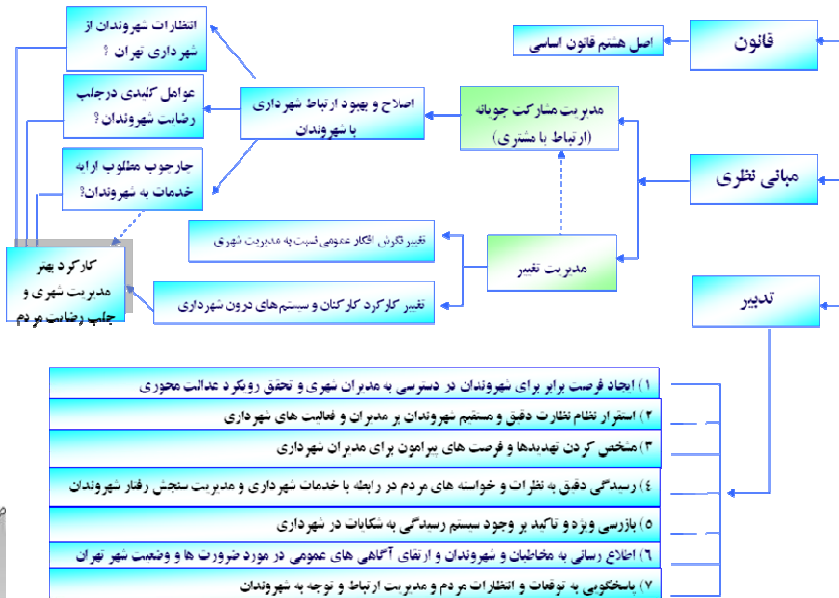 قانون
اصل هشتم قانون اساسی
مبانی نظری
مدیریت مشارکت جویانه
(ارتباط با مشتری)
اصلاح و بهبود ارتباط شهرداری
با شهروندان
انتظارات شهروندان از
شهرداری تهران ؟
عوامل کلیدی درجلب
رضایت شهروندان؟
چارچوب مطلوب ارایه
خدمات به شهروندان؟
مدیریت تغییر
تغییر نگرش افکار عمومی نسبت به مدیریت شهری
تغییر کارکرد کارکنان و سیستم های درون شهرداری
کارکرد بهتر
مدیریت شهری و
جلب رضایت مردم
تدبیر
۱) ایجاد فرصت برابر برای شهروندان در دسترسی به مدیران شهری و تحقق رویکرد عدالت محوری
۲) استقرار نظام نظارت دقیق و مستقیم شهروندان بر مدیران و فعالیت های شهرداری
۳) مشخص کردن تهدیدها و فرصت های پیرامون برای مدیران شهرداری
٤) رسیدگی دقیق به نظرات و خواسته های مردم در رابطه با خدمات شهرداری و مدیریت سنجش رفتار شهروندان
٥) بازرسی ویژه و تاکید بر وجود سیستم رسیدگی به شکایات در شهرداری
٦) اطلاع رسانی به مخاطبان و شهروندان و ارتقای آگاهی های عمومی در مورد ضرورت ها و وضعیت شهر تهران
۷) پاسخگویی به توقعات و انتظارات مردم و مدیریت ارتباط و توجه به شهروندان